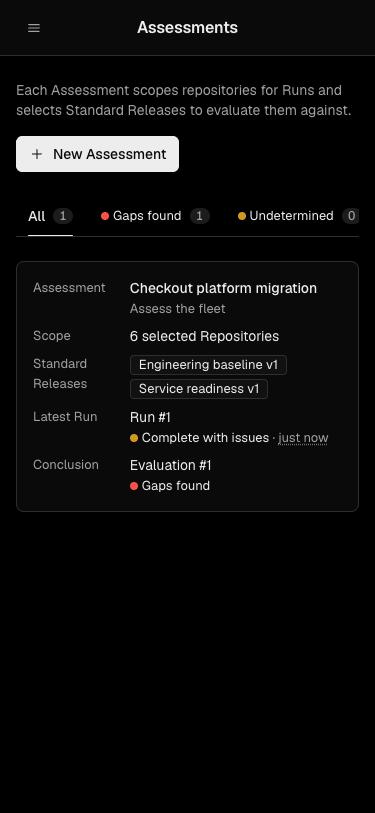 Assessments
Each Assessment scopes repositories for Runs and
selects Standard Releases to evaluate them against.
New Assessment
All 1 Gaps found 1 Undetermined 0
Assessment Checkout platform migration
Assess the fleet
Scope 6 selected Repositories
Standard Releases Engineering baseline v1
Service readiness v1
Latest Run Run #1
Complete with issues · just now
Conclusion Evaluation #1
Gaps found